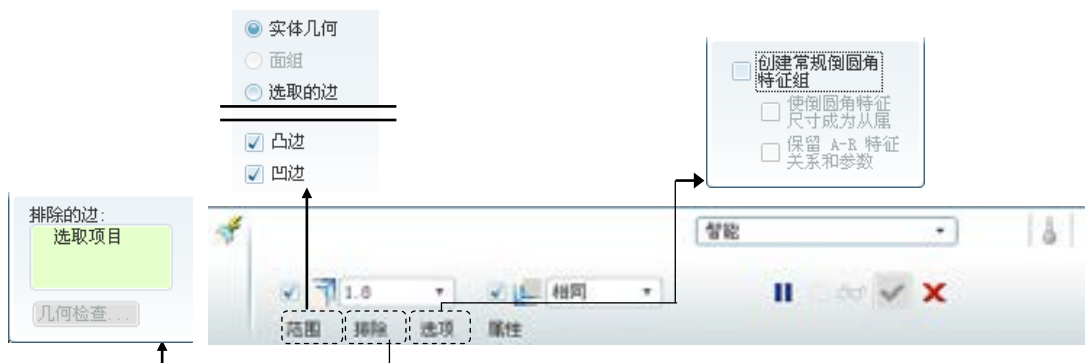 实体几何
面组
选取的边
凸边
凹边
创建常规倒圆角
特征组
使倒圆角特征
尺寸成为从属
保留 A-R 特征
关系和参数
排除的边:
选取项目
几何检查...
智能
1.0
相同
范围
排除
选项
属性